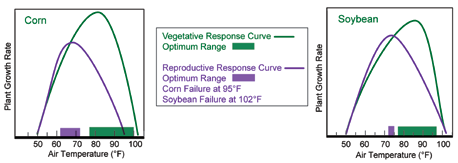 Corn
Plant Growth Rate
40 50 60 70 80 90 100
Air Temperature (°F)
Vegetative Response Curve
Optimum Range
Reproductive Response Curve
Optimum Range
Corn Failure at 95°F
Soybean Failure at 102°F
Soybean
Plant Growth Rate
40 50 60 70 80 90 100
Air Temperature (°F)